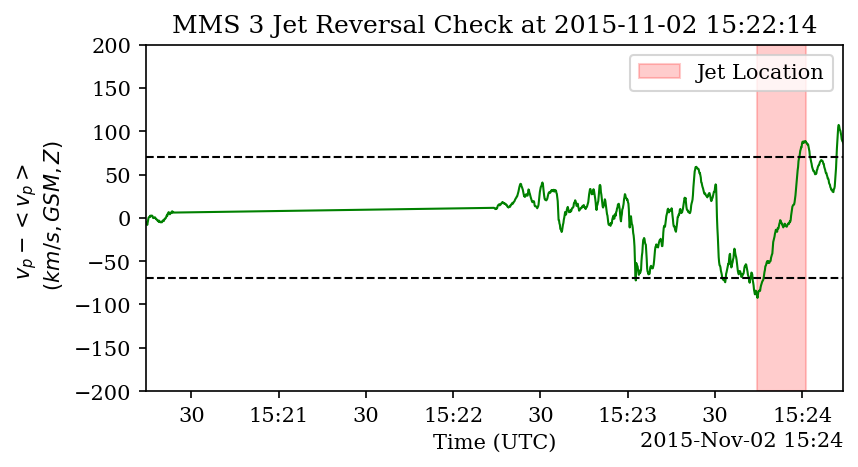 MMS 3 Jet Reversal Check at 2015-11-02 15:22:14
v_p - < v_p >
(km/s, GSM, Z)
200
150
100
50
0
−50
−100
−150
−200
Jet Location
30 15:21 30 15:22 30 15:23 30 15:24
Time (UTC)
2015-Nov-02 15:24